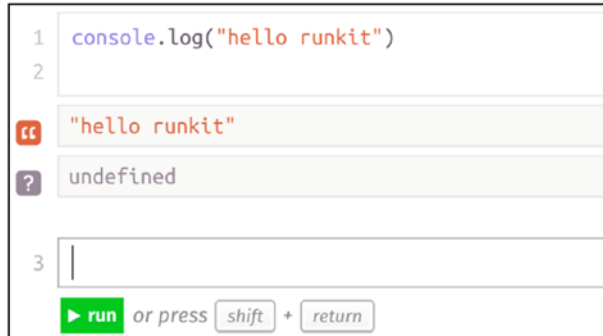 1 console.log("hello runkit")
2
"hello runkit"
? undefined
3
run or press shift + return